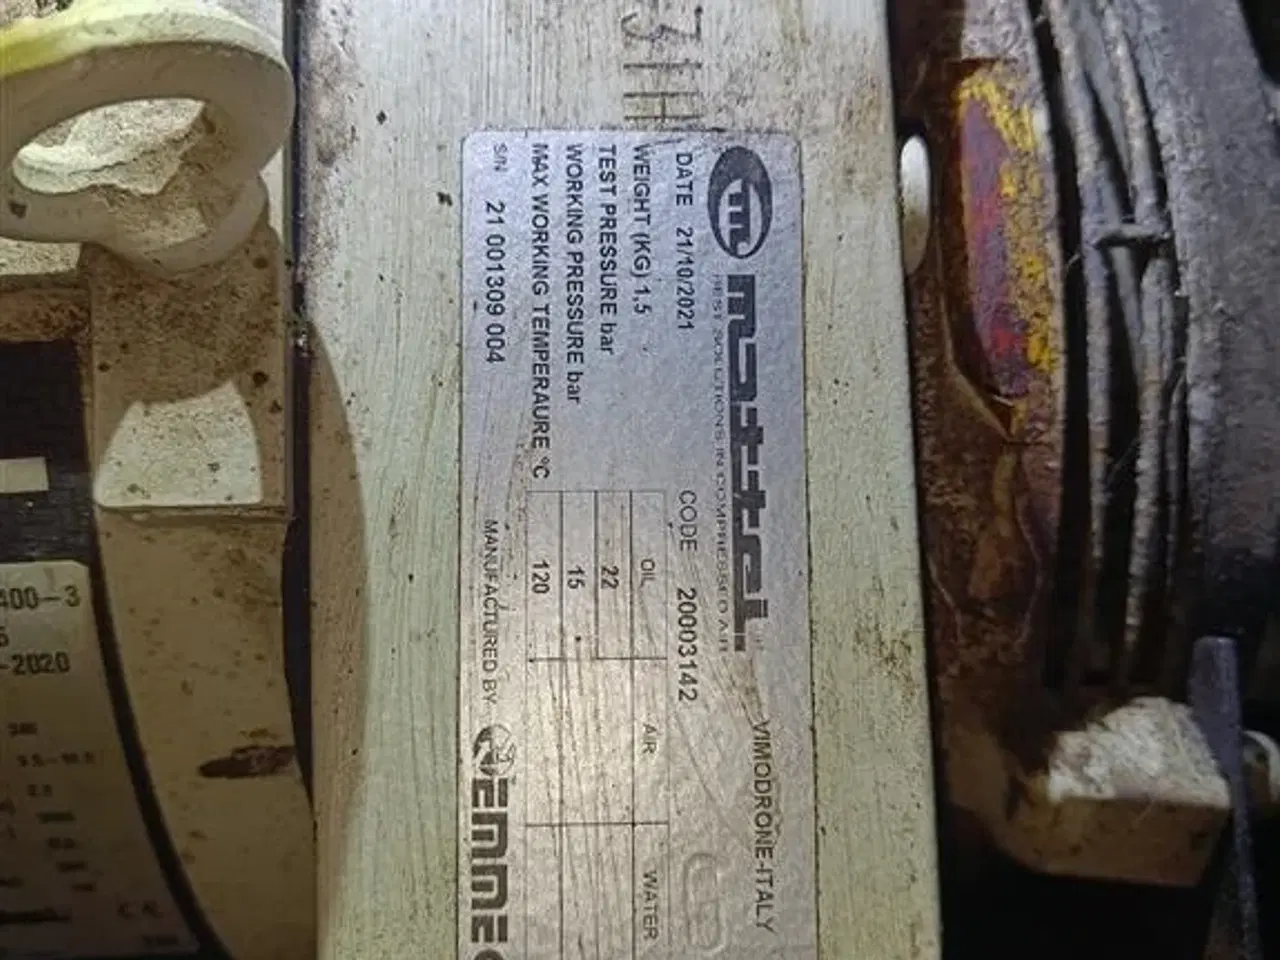 31H
mattei
BEST SOLUTIONS IN COMPRESSED AIR
VIMODRONE-ITALY
DATE 21/10/2021 CODE 20003142
WEIGHT (KG) 1,5 OIL AIR WATER
TEST PRESSURE bar 22
WORKING PRESSURE bar 15
MAX WORKING TEMPERAURE °C 120
S/N 21 001309 004 MANUFACTURED BY EMME
400-3
-2020